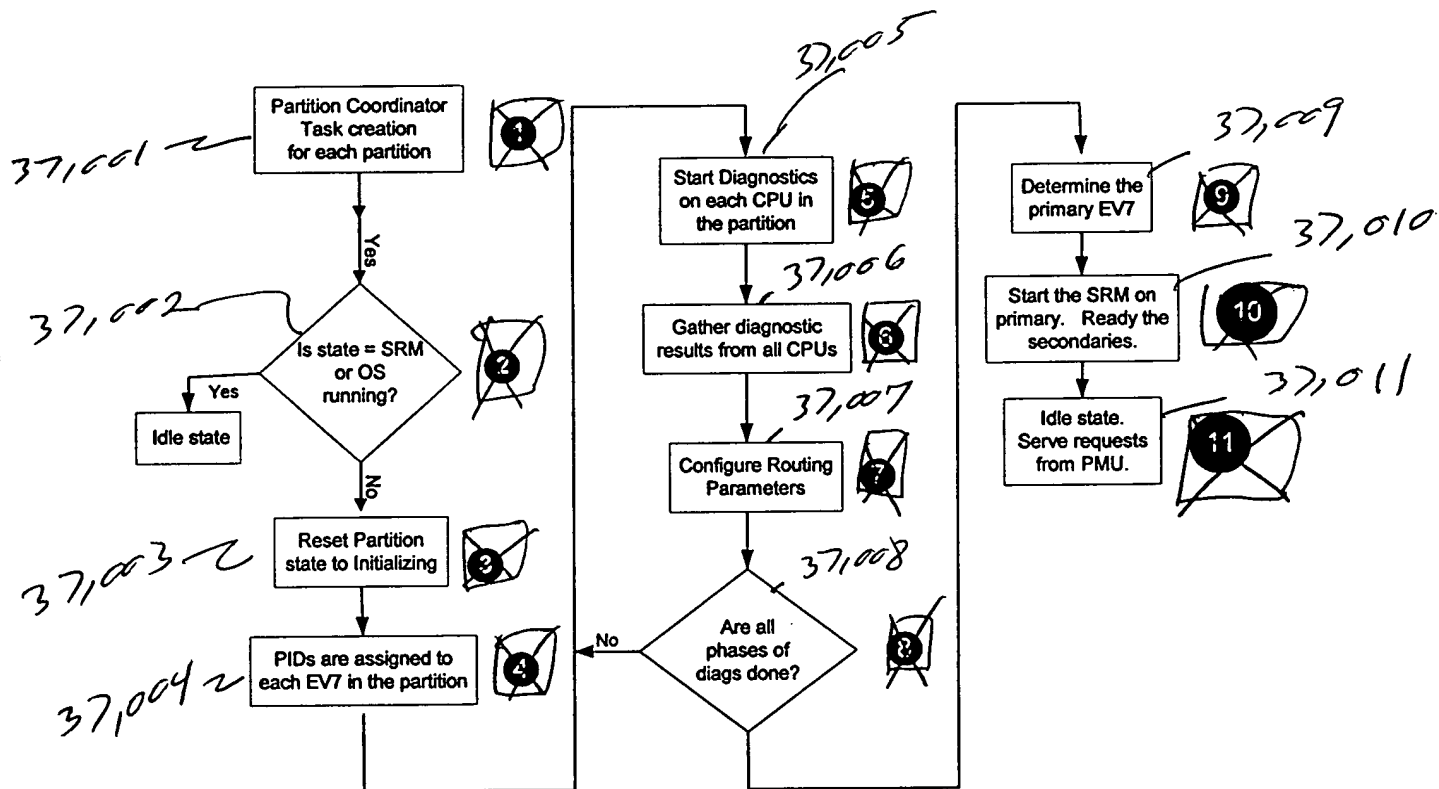 37,001
Partition Coordinator
Task creation
for each partition
1
Yes
37,002
Is state = SRM
or OS
running?
2
Yes
Idle state
No
37,003
Reset Partition
state to Initializing
3
37,004
PIDs are assigned to
each EV7 in the partition
4
37,005
Start Diagnostics
on each CPU in
the partition
5
37,006
Gather diagnostic
results from all CPUs
6
37,007
Configure Routing
Parameters
7
37,008
Are all
phases of
diags done?
8
No
37,009
Determine the
primary EV7
9
37,010
Start the SRM on
primary. Ready the
secondaries.
10
37,011
Idle state.
Serve requests
from PMU.
11